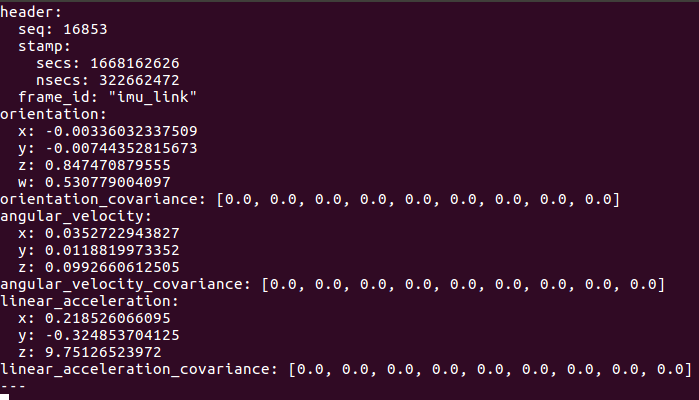 header:
  seq: 16853
  stamp:
    secs: 1668162626
    nsecs: 322662472
  frame_id: "imu_link"
orientation:
  x: -0.00336032337509
  y: -0.00744352815673
  z: 0.847470879555
  w: 0.530779004097
orientation_covariance: [0.0, 0.0, 0.0, 0.0, 0.0, 0.0, 0.0, 0.0, 0.0]
angular_velocity:
  x: 0.0352722943827
  y: 0.0118819973352
  z: 0.0992660612505
angular_velocity_covariance: [0.0, 0.0, 0.0, 0.0, 0.0, 0.0, 0.0, 0.0, 0.0]
linear_acceleration:
  x: 0.218526066095
  y: -0.324853704125
  z: 9.75126523972
linear_acceleration_covariance: [0.0, 0.0, 0.0, 0.0, 0.0, 0.0, 0.0, 0.0, 0.0]
---